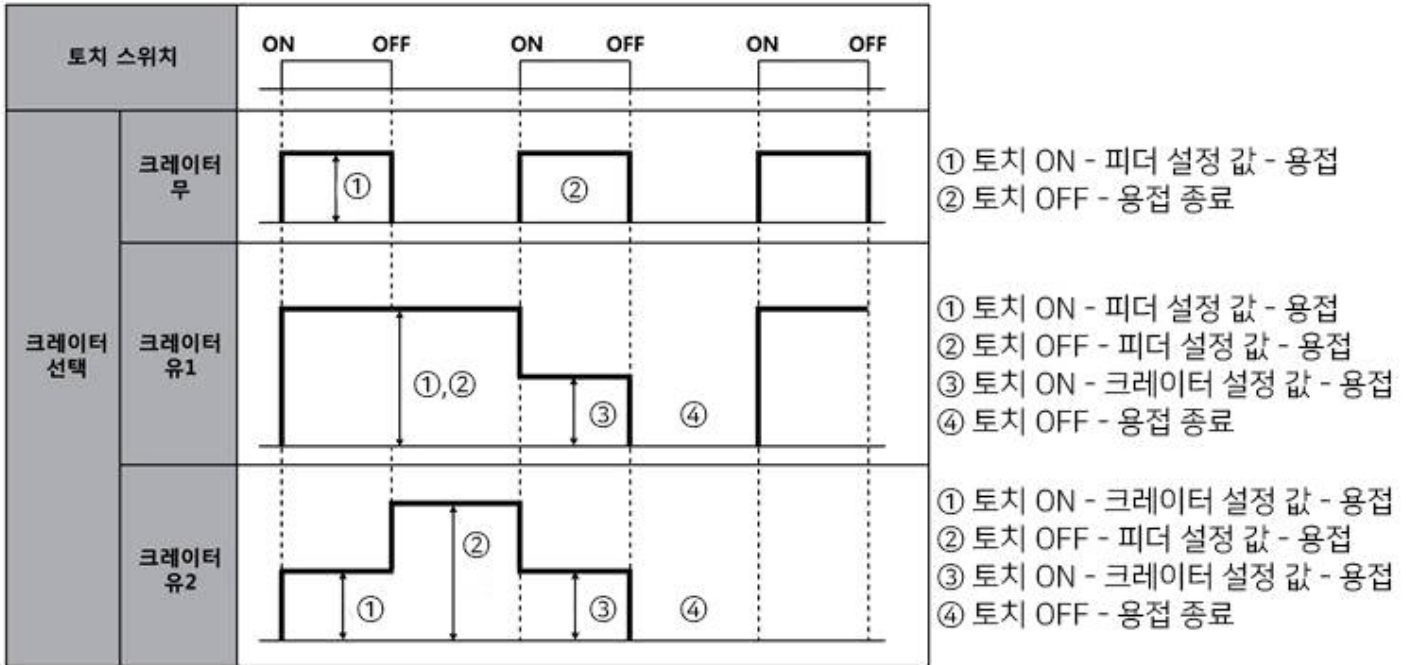 토치 스위치
ON OFF ON OFF ON OFF
크레이터 선택
크레이터 무
①
②
① 토치 ON - 피더 설정 값 - 용접
② 토치 OFF - 용접 종료
크레이터 유1
①,②
③
④
① 토치 ON - 피더 설정 값 - 용접
② 토치 OFF - 피더 설정 값 - 용접
③ 토치 ON - 크레이터 설정 값 - 용접
④ 토치 OFF - 용접 종료
크레이터 유2
①
②
③
④
① 토치 ON - 크레이터 설정 값 - 용접
② 토치 OFF - 피더 설정 값 - 용접
③ 토치 ON - 크레이터 설정 값 - 용접
④ 토치 OFF - 용접 종료